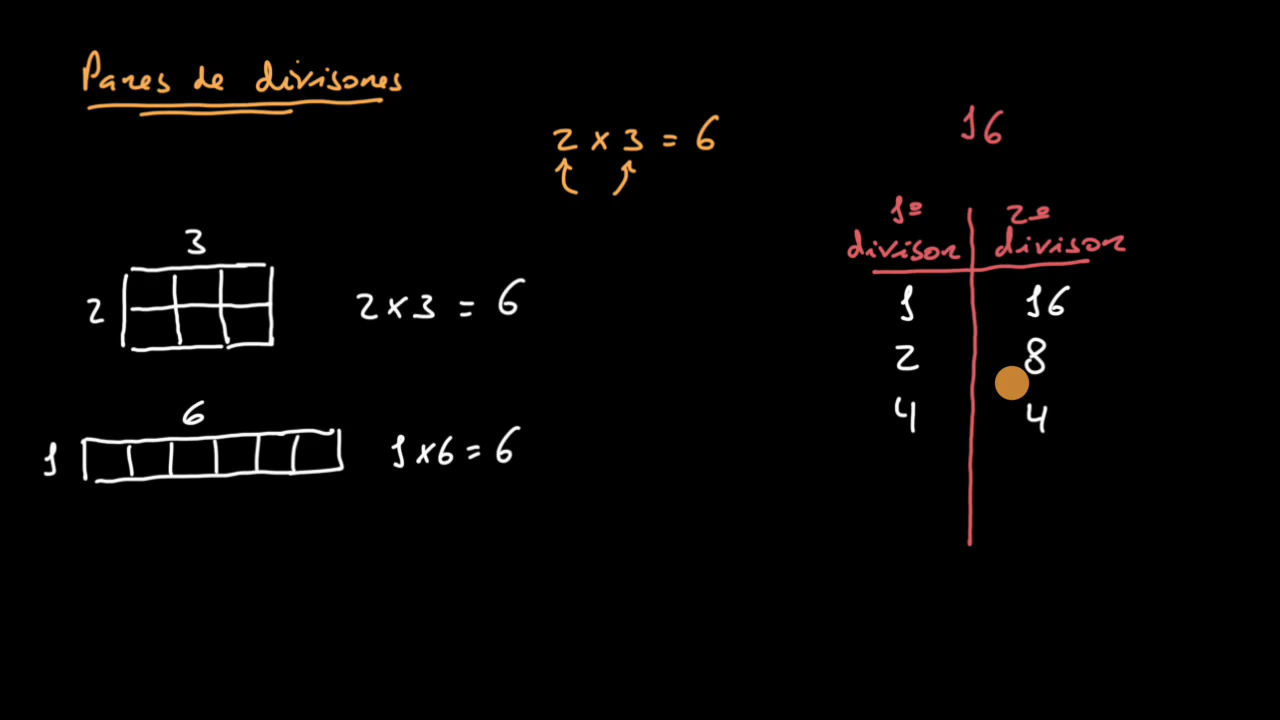 Pares de divisores
2 × 3 = 6
3
2
2 × 3 = 6
6
1
1 × 6 = 6
16
1º divisor 2º divisor
1 16
2 8
4 4